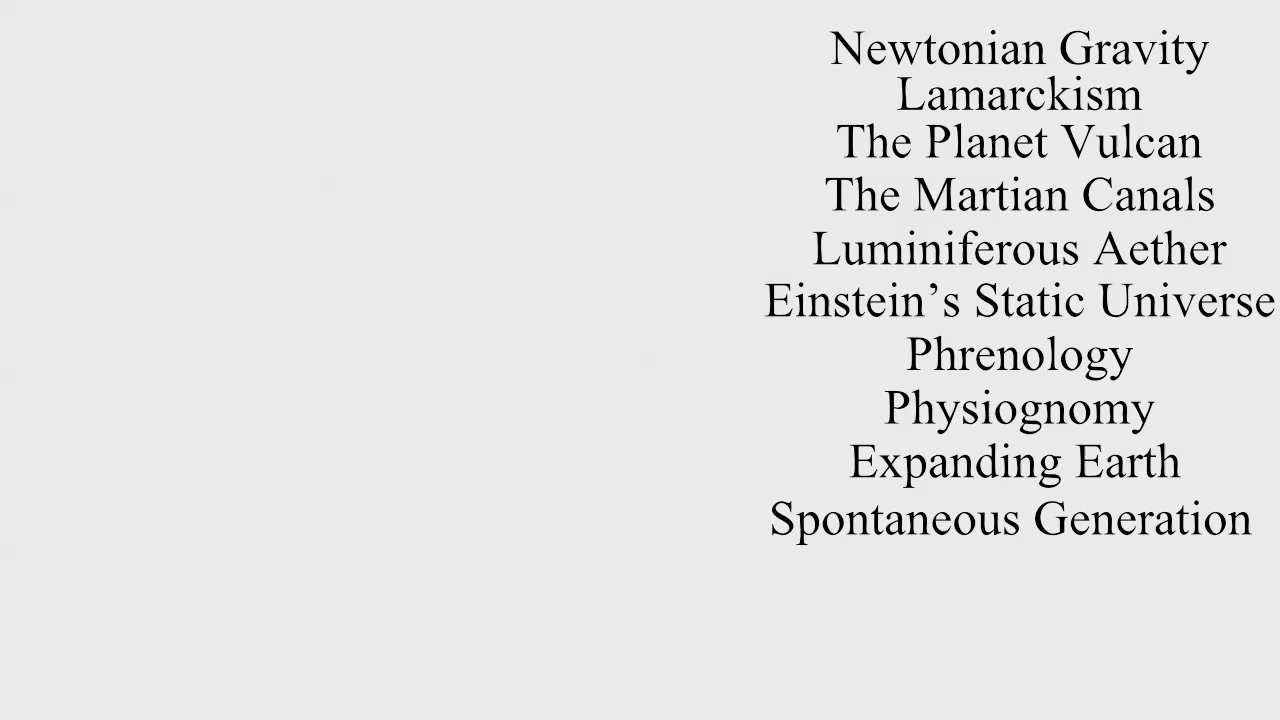 Newtonian Gravity
Lamarckism
The Planet Vulcan
The Martian Canals
Luminiferous Aether
Einstein’s Static Universe
Phrenology
Physiognomy
Expanding Earth
Spontaneous Generation